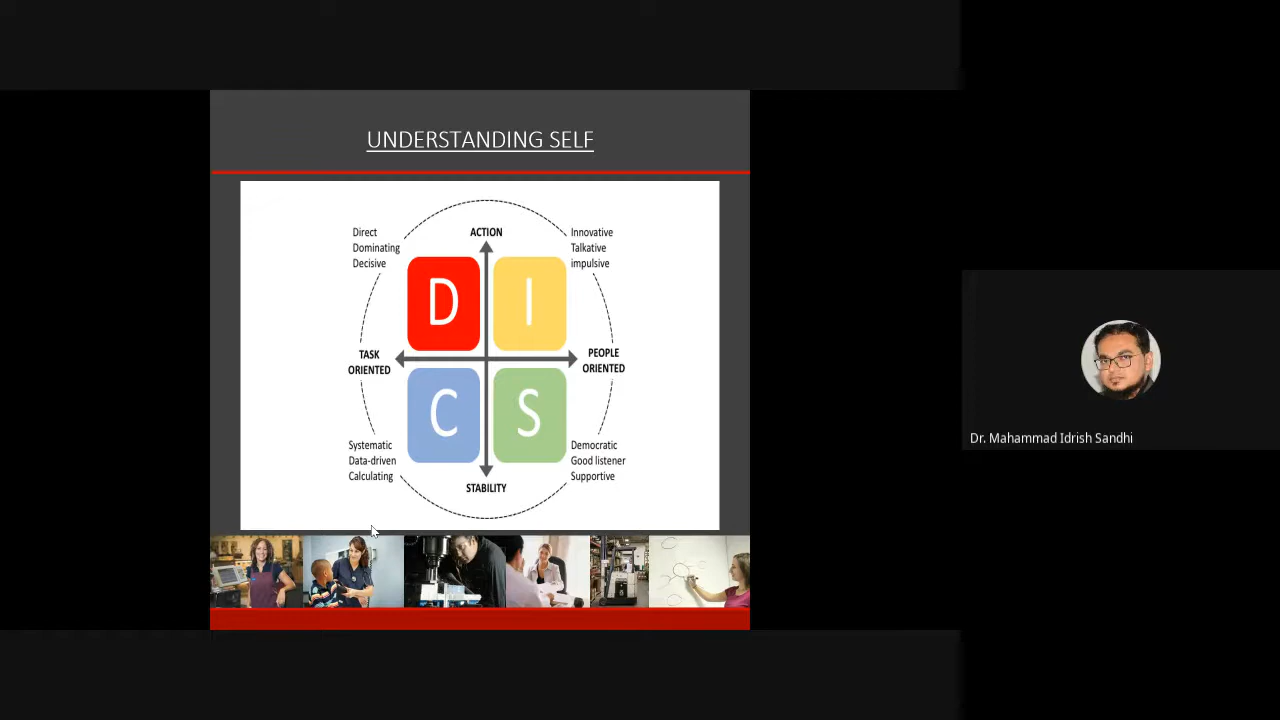 UNDERSTANDING SELF
ACTION
Direct
Dominating
Decisive
Innovative
Talkative
impulsive
D
I
TASK
ORIENTED
PEOPLE
ORIENTED
C
S
Systematic
Data-driven
Calculating
Democratic
Good listener
Supportive
STABILITY
Dr. Mahammad Idrish Sandhi